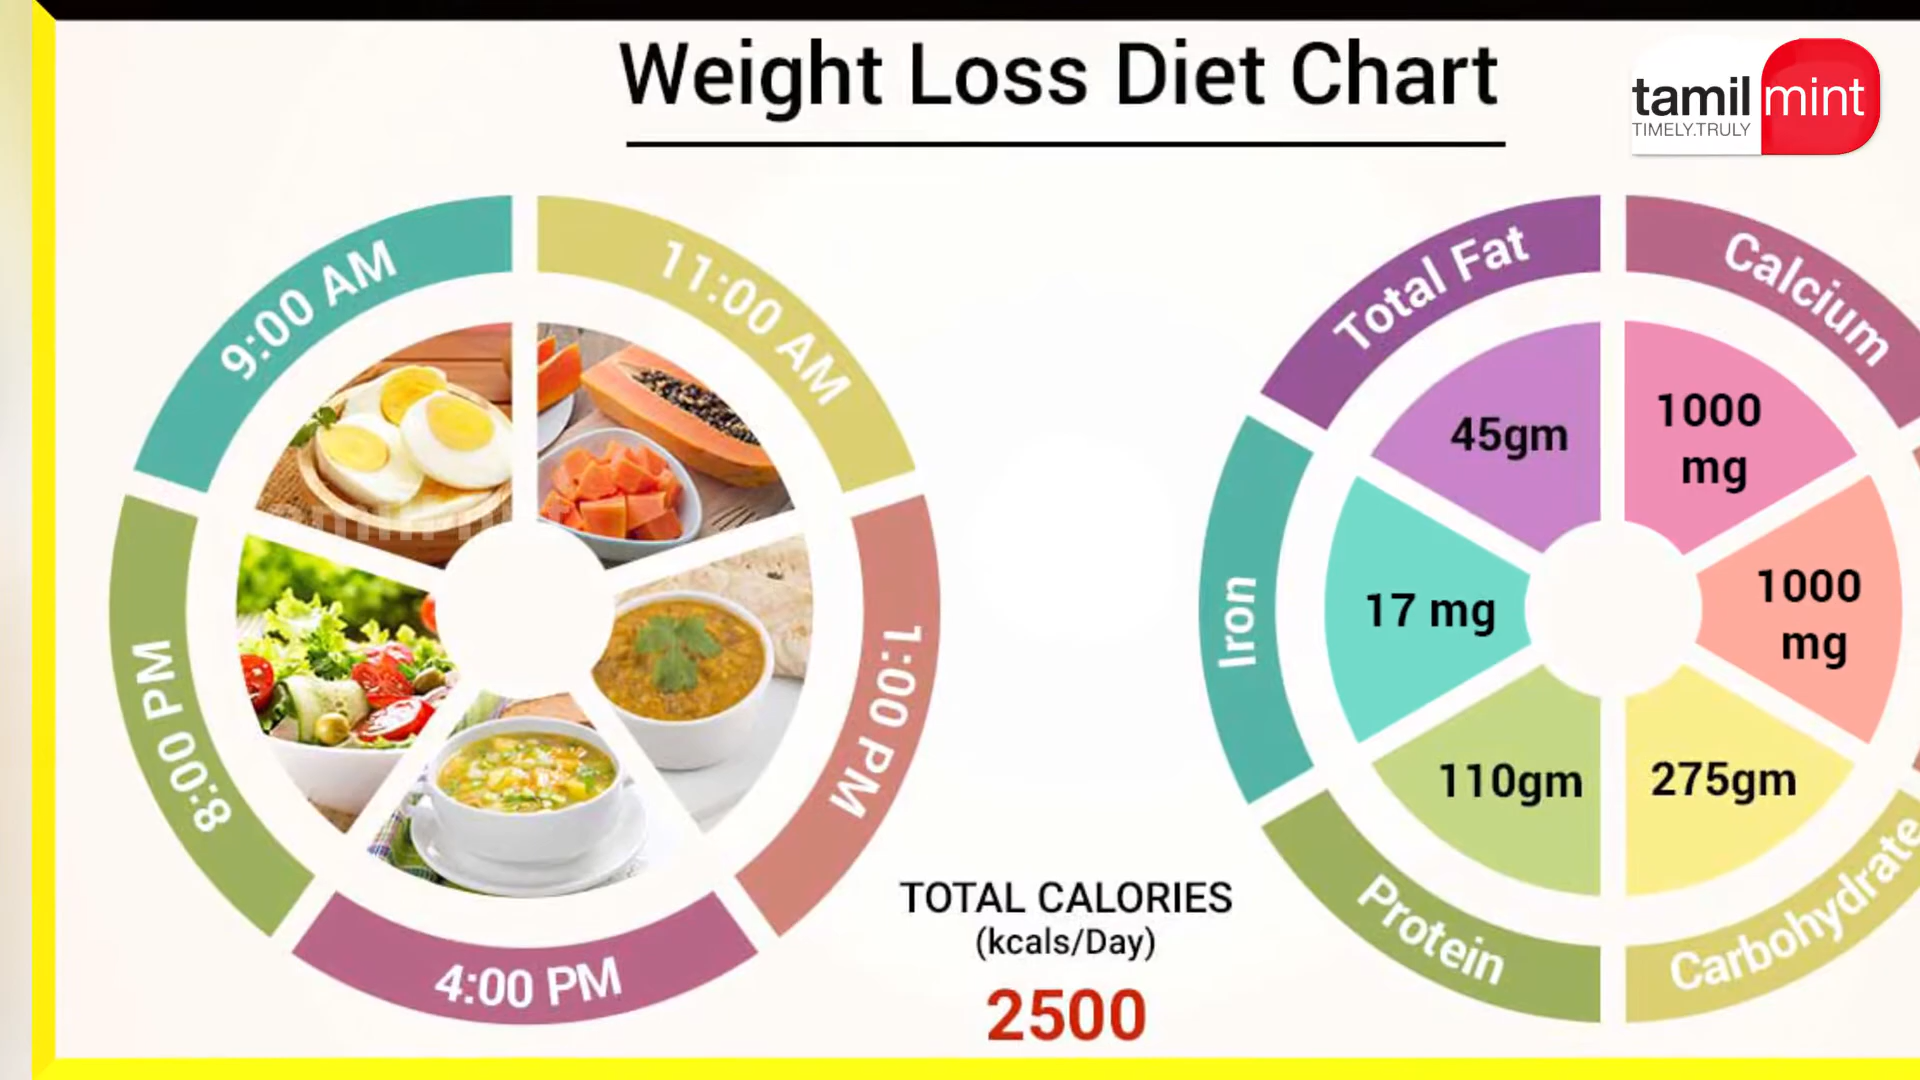 Weight Loss Diet Chart
tamil mint
TIMELY.TRULY
9:00 AM
11:00 AM
1:00 PM
4:00 PM
8:00 PM
TOTAL CALORIES
(kcals/Day)
2500
Total Fat
45gm
Calcium
1000
mg
1000
mg
Carbohydrate
275gm
Protein
110gm
Iron
17 mg